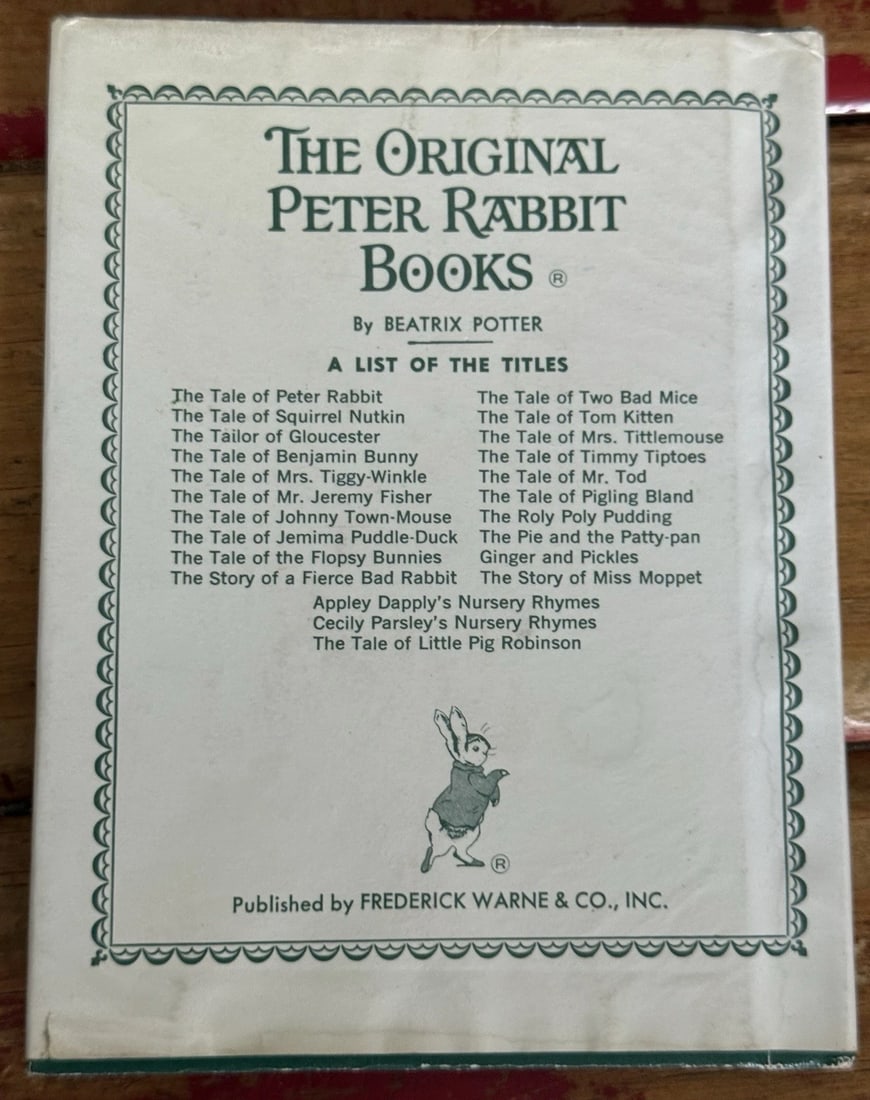 THE ORIGINAL
PETER RABBIT
BOOKS ®
By BEATRIX POTTER
A LIST OF THE TITLES
The Tale of Peter Rabbit
The Tale of Squirrel Nutkin
The Tailor of Gloucester
The Tale of Benjamin Bunny
The Tale of Mrs. Tiggy-Winkle
The Tale of Mr. Jeremy Fisher
The Tale of Johnny Town-Mouse
The Tale of Jemima Puddle-Duck
The Tale of the Flopsy Bunnies
The Story of a Fierce Bad Rabbit
The Tale of Two Bad Mice
The Tale of Tom Kitten
The Tale of Mrs. Tittlemouse
The Tale of Timmy Tiptoes
The Tale of Mr. Tod
The Tale of Pigling Bland
The Roly Poly Pudding
The Pie and the Patty-pan
Ginger and Pickles
The Story of Miss Moppet
Appley Dapply's Nursery Rhymes
Cecily Parsley's Nursery Rhymes
The Tale of Little Pig Robinson
®
Published by FREDERICK WARNE & CO., INC.